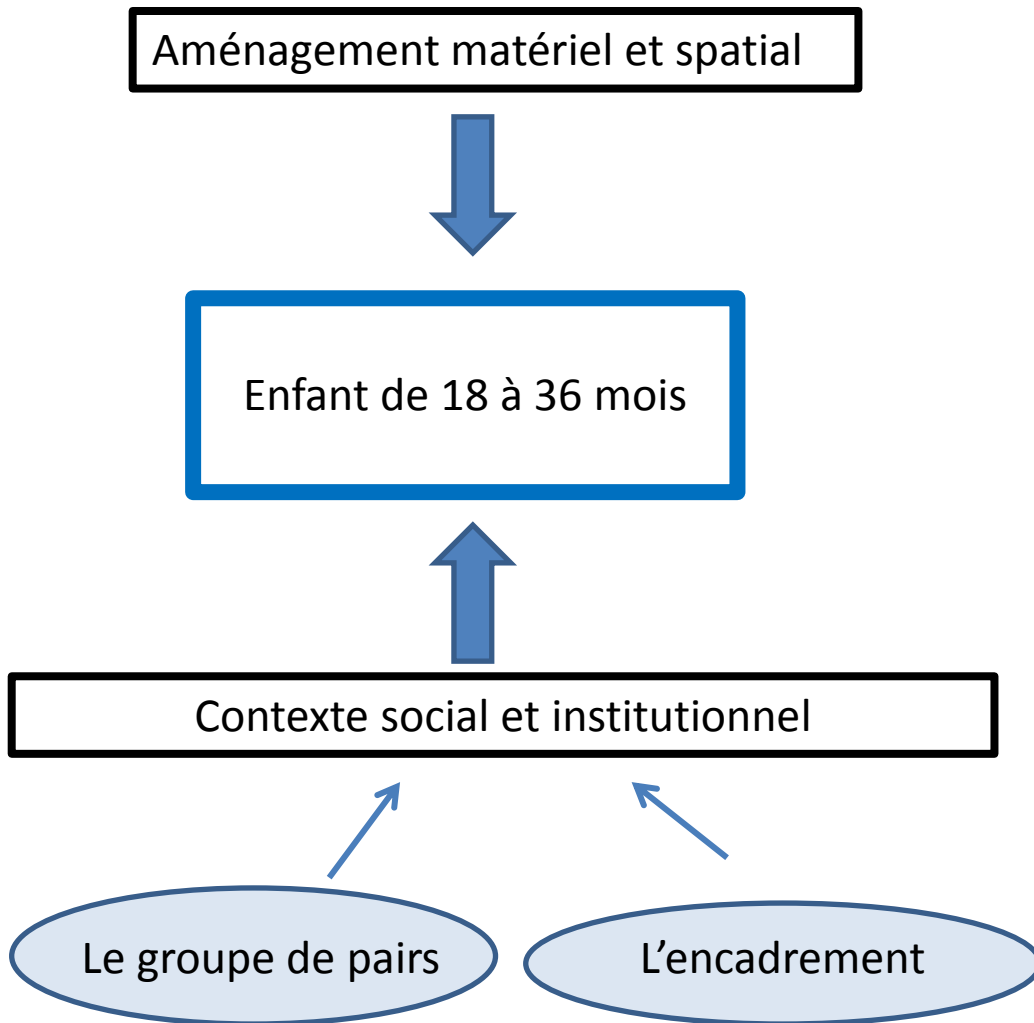 Aménagement matériel et spatial
Enfant de 18 à 36 mois
Contexte social et institutionnel
Le groupe de pairs
L’encadrement